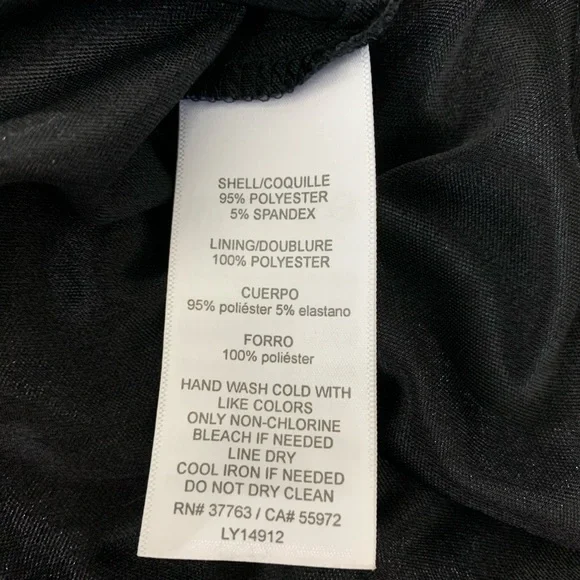 SHELL/COQUILLE
95% POLYESTER
5% SPANDEX
LINING/DOUBLURE
100% POLYESTER
CUERPO
95% poliéster 5% elastano
FORRO
100% poliéster
HAND WASH COLD WITH
LIKE COLORS
ONLY NON-CHLORINE
BLEACH IF NEEDED
LINE DRY
COOL IRON IF NEEDED
DO NOT DRY CLEAN
RN# 37763 / CA# 55972
LY14912